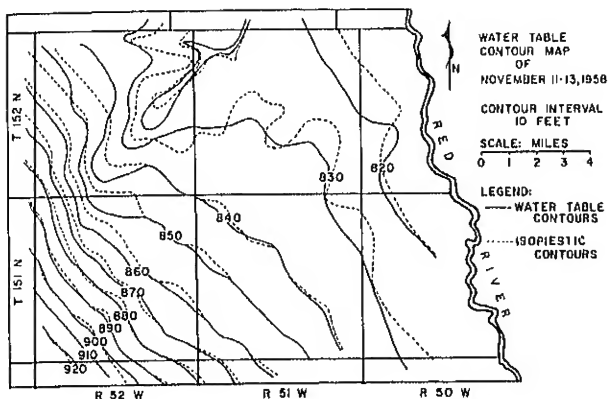 WATER TABLE
CONTOUR MAP
OF
NOVEMBER 11-13, 1958
N
CONTOUR INTERVAL
10 FEET
SCALE: MILES
0 1 2 3 4
LEGEND:
WATER TABLE
CONTOURS
ISOPIESTIC
CONTOURS
T 152 N
T 151 N
RED
RIVER
820
830
840
850
860
870
880
890
900
910
920
R 52 W
R 51 W
R 50 W